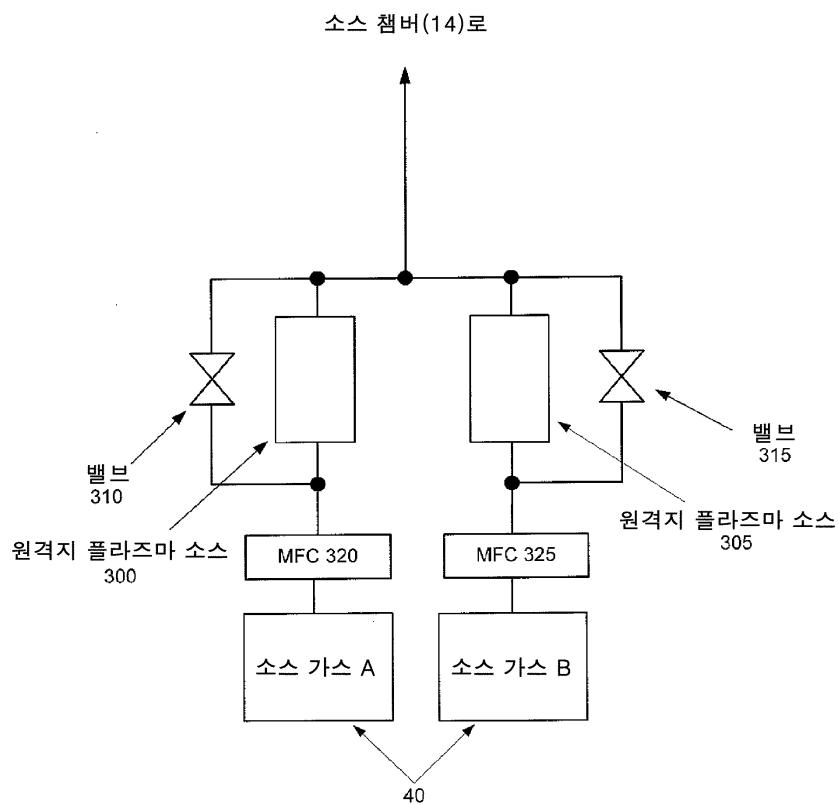 소스 챔버(14)로
밸브
310
밸브
315
원격지 플라즈마 소스
300
원격지 플라즈마 소스
305
MFC 320
MFC 325
소스 가스 A
소스 가스 B
40